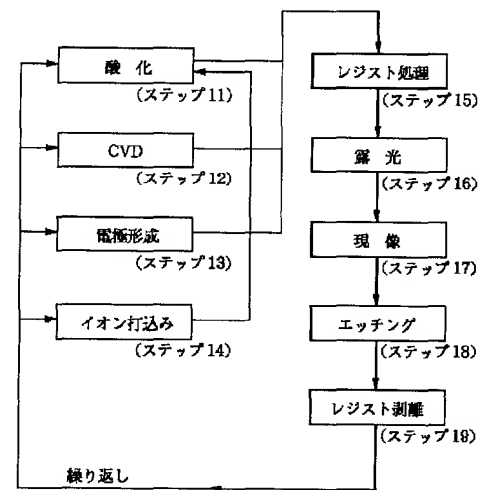 酸 化
(ステップ11)
CVD
(ステップ12)
電極形成
(ステップ13)
イオン打込み
(ステップ14)
レジスト処理
(ステップ15)
露 光
(ステップ16)
現 像
(ステップ17)
エッチング
(ステップ18)
レジスト剥離
(ステップ19)
繰り返し